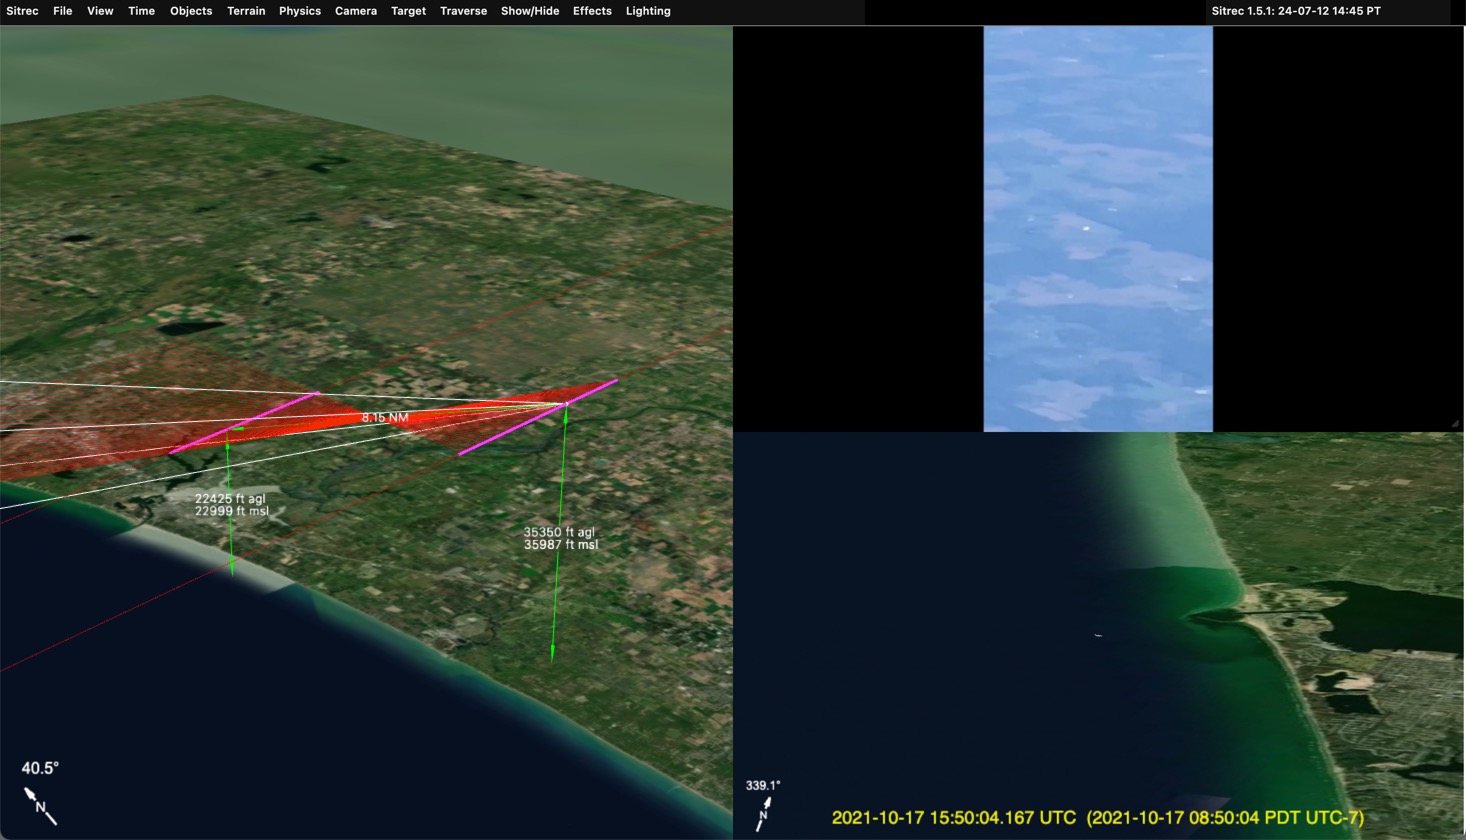 Sitrec File View Time Objects Terrain Physics Camera Target Traverse Show/Hide Effects Lighting
Sitrec 1.5.1: 24-07-12 14:45 PT
8.15 NM
22425 ft agl
22999 ft msl
35350 ft agl
35987 ft msl
40.5°
N
339.1°
N
2021-10-17 15:50:04.167 UTC (2021-10-17 08:50:04 PDT UTC-7)